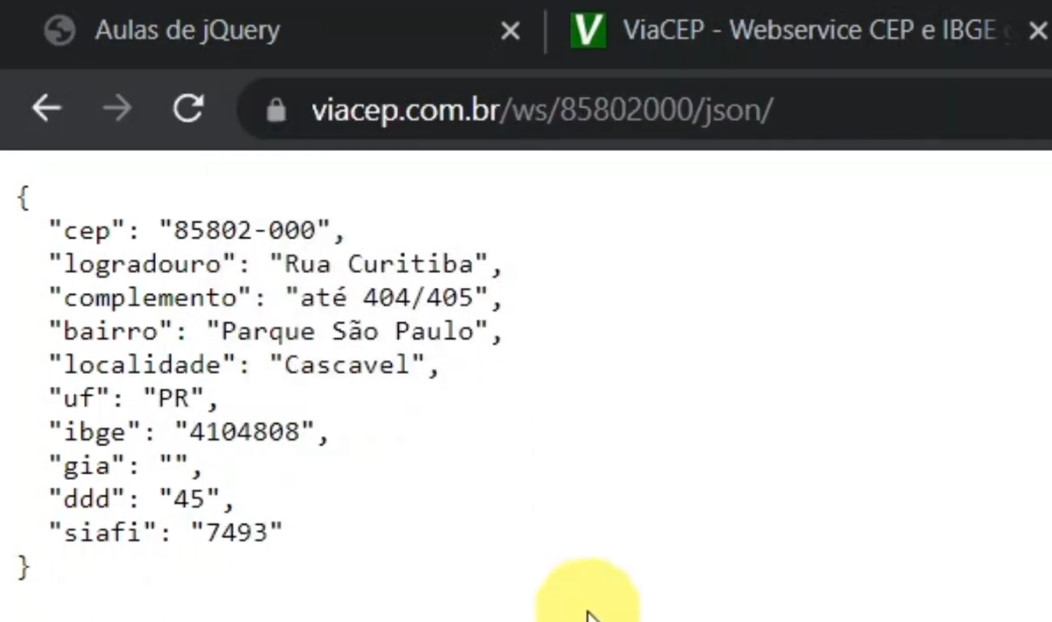 Aulas de jQuery
ViaCEP - Webservice CEP e IBGE
viacep.com.br/ws/85802000/json/
{
"cep": "85802-000",
"logradouro": "Rua Curitiba",
"complemento": "até 404/405",
"bairro": "Parque São Paulo",
"localidade": "Cascavel",
"uf": "PR",
"ibge": "4104808",
"gia": "",
"ddd": "45",
"siafi": "7493"
}